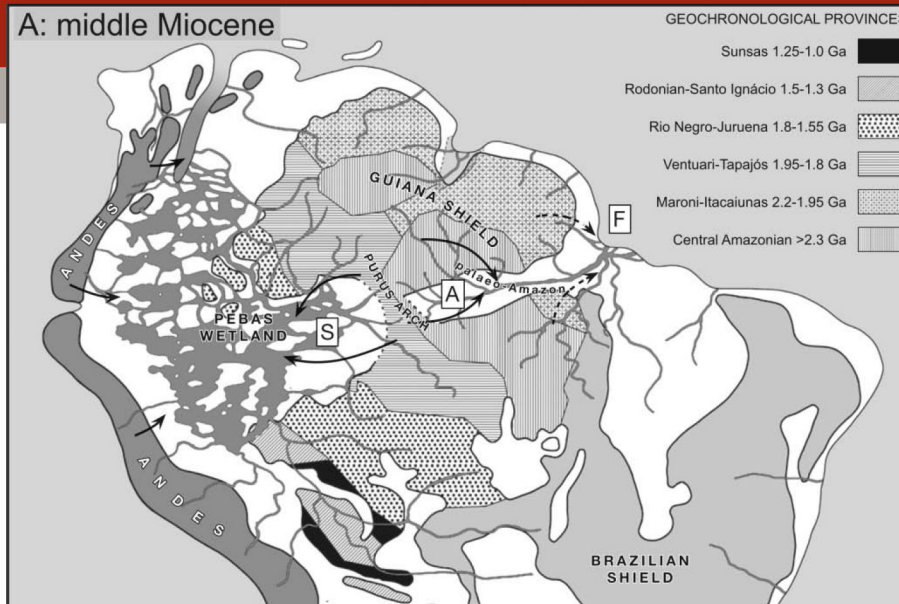 A: middle Miocene
GEOCHRONOLOGICAL PROVINCES
Sunsas 1.25-1.0 Ga
Rodonian-Santo Ignácio 1.5-1.3 Ga
Rio Negro-Juruena 1.8-1.55 Ga
Ventuari-Tapajós 1.95-1.8 Ga
Maroni-Itacaiunas 2.2-1.95 Ga
Central Amazonian >2.3 Ga
GUIANA SHIELD
F
ANDES
PURUS ARCH
A
Palaeo-Amazon
PEBAS
WETLAND
S
ANDES
BRAZILIAN
SHIELD